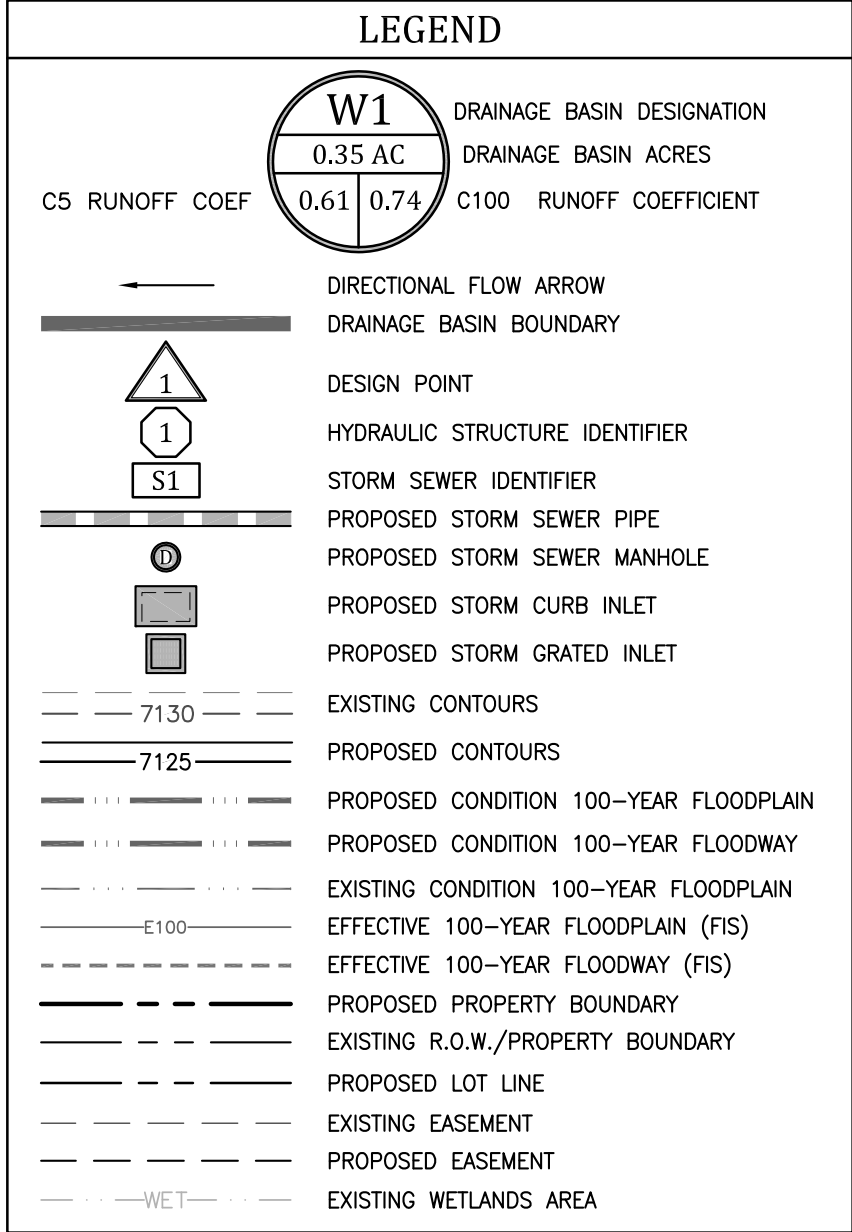 LEGEND
W1 DRAINAGE BASIN DESIGNATION
0.35 AC DRAINAGE BASIN ACRES
C5 RUNOFF COEF 0.61 0.74 C100 RUNOFF COEFFICIENT
DIRECTIONAL FLOW ARROW
DRAINAGE BASIN BOUNDARY
1 DESIGN POINT
1 HYDRAULIC STRUCTURE IDENTIFIER
S1 STORM SEWER IDENTIFIER
PROPOSED STORM SEWER PIPE
D PROPOSED STORM SEWER MANHOLE
PROPOSED STORM CURB INLET
PROPOSED STORM GRATED INLET
7130 EXISTING CONTOURS
7125 PROPOSED CONTOURS
PROPOSED CONDITION 100-YEAR FLOODPLAIN
PROPOSED CONDITION 100-YEAR FLOODWAY
EXISTING CONDITION 100-YEAR FLOODPLAIN
E100 EFFECTIVE 100-YEAR FLOODPLAIN (FIS)
EFFECTIVE 100-YEAR FLOODWAY (FIS)
PROPOSED PROPERTY BOUNDARY
EXISTING R.O.W./PROPERTY BOUNDARY
PROPOSED LOT LINE
EXISTING EASEMENT
PROPOSED EASEMENT
WET EXISTING WETLANDS AREA